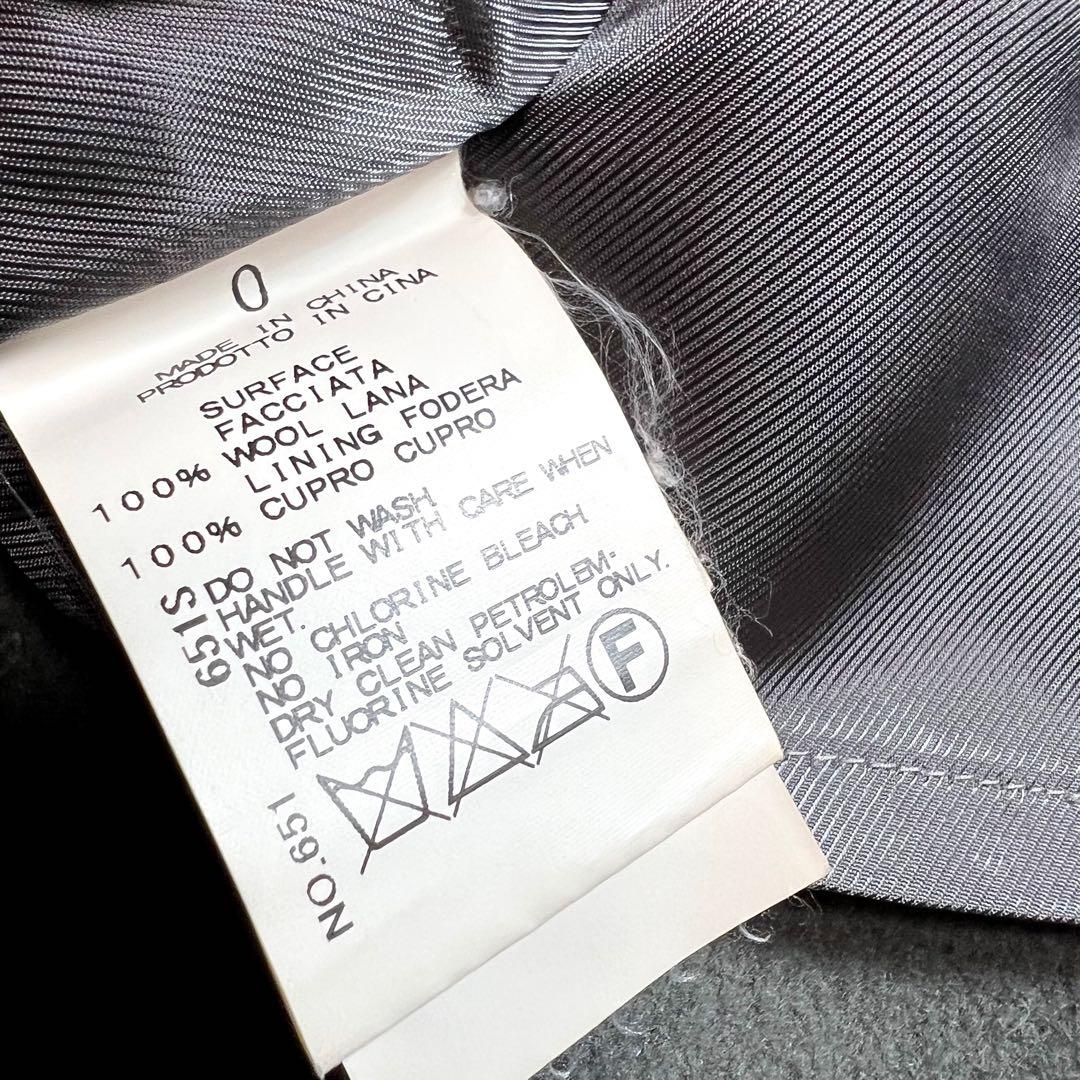 0
MADE IN CHINA
PRODOTTO IN CINA
SURFACE
FACCIATA
100% WOOL LANA
LINING FODERA
100% CUPRO CUPRO
651S
DO NOT WASH
HANDLE WITH CARE WHEN
WET.
NO CHLORINE BLEACH
NO IRON
DRY CLEAN PETROLEM-
FLUORINE SOLVENT ONLY.
F
NO.651